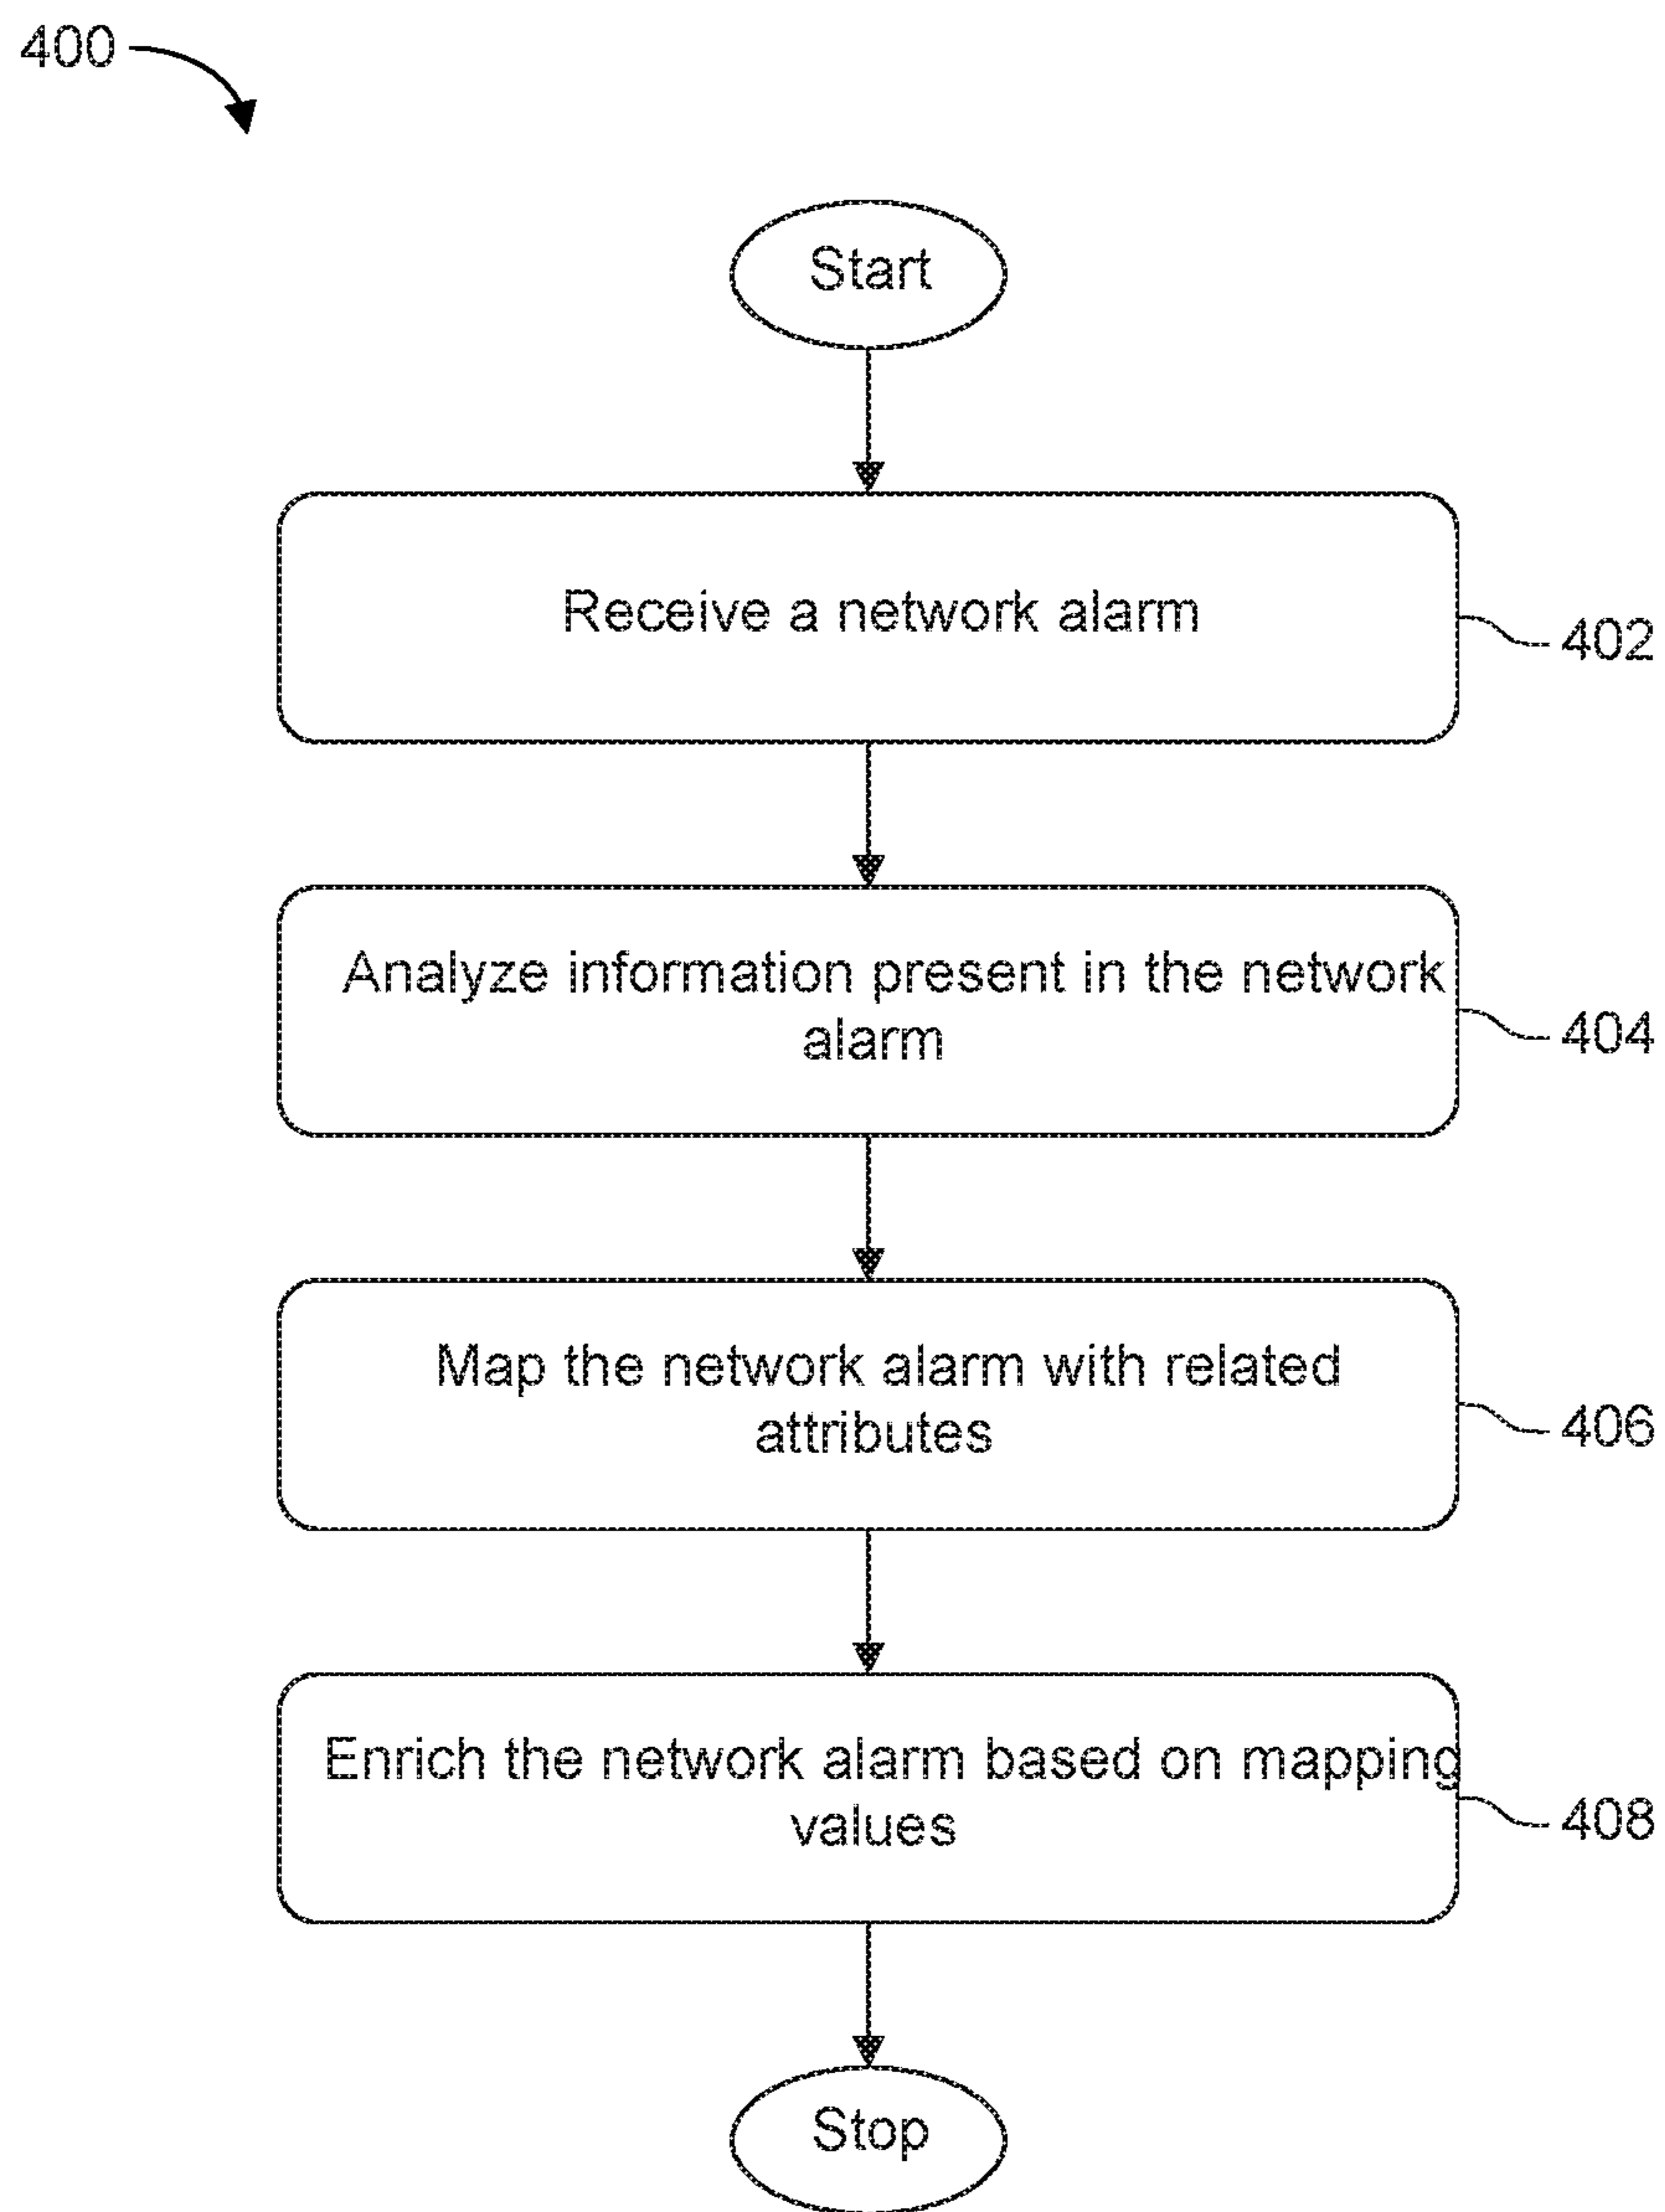 400
Start
Receive a network alarm
402
Analyze information present in the network
alarm
404
Map the network alarm with related
attributes
406
Enrich the network alarm based on mapping
values
408
Stop